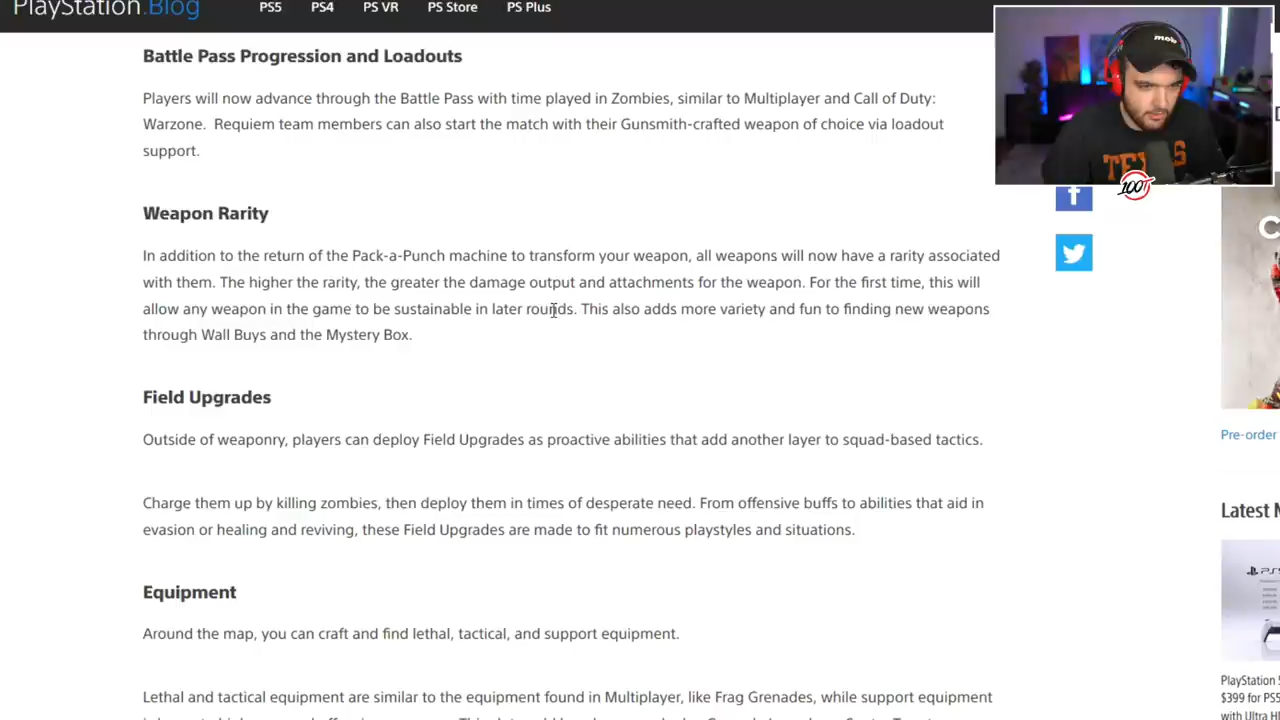 PlayStation.Blog PS5 PS4 PS VR PS Store PS Plus
Battle Pass Progression and Loadouts
Players will now advance through the Battle Pass with time played in Zombies, similar to Multiplayer and Call of Duty:
Warzone.  Requiem team members can also start the match with their Gunsmith-crafted weapon of choice via loadout
support.
Weapon Rarity
In addition to the return of the Pack-a-Punch machine to transform your weapon, all weapons will now have a rarity associated
with them. The higher the rarity, the greater the damage output and attachments for the weapon. For the first time, this will
allow any weapon in the game to be sustainable in later rounds. This also adds more variety and fun to finding new weapons
through Wall Buys and the Mystery Box.
Field Upgrades
Outside of weaponry, players can deploy Field Upgrades as proactive abilities that add another layer to squad-based tactics.
Charge them up by killing zombies, then deploy them in times of desperate need. From offensive buffs to abilities that aid in
evasion or healing and reviving, these Field Upgrades are made to fit numerous playstyles and situations.
Equipment
Around the map, you can craft and find lethal, tactical, and support equipment.
Lethal and tactical equipment are similar to the equipment found in Multiplayer, like Frag Grenades, while support equipment
mob
TEXAS
100T
Pre-order
Latest
PS5
PlayStation 5
$399 for PS5
with Ultra H